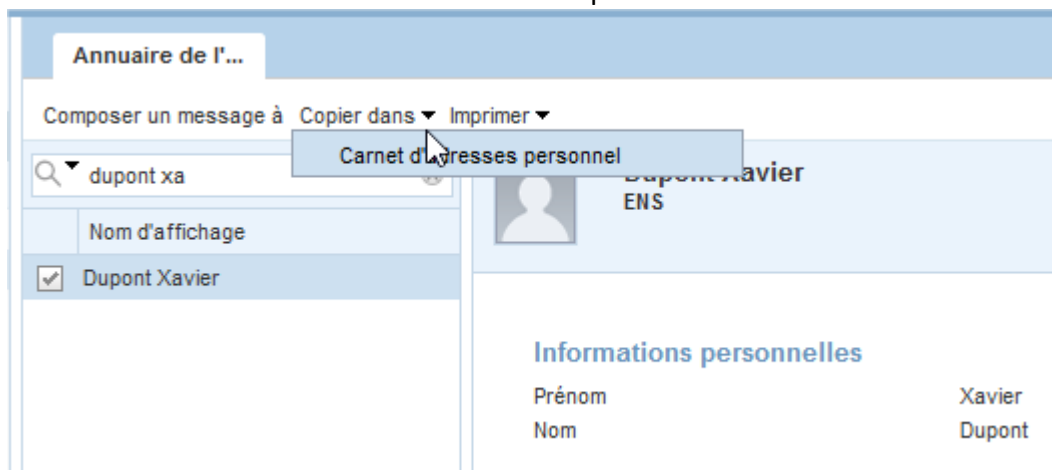 Annuaire de l'...
Composer un message à Copier dans Imprimer
Carnet d'adresses personnel
dupont xa
Dupont Xavier
ENS
Nom d'affichage
Dupont Xavier
Informations personnelles
Prénom Xavier
Nom Dupont